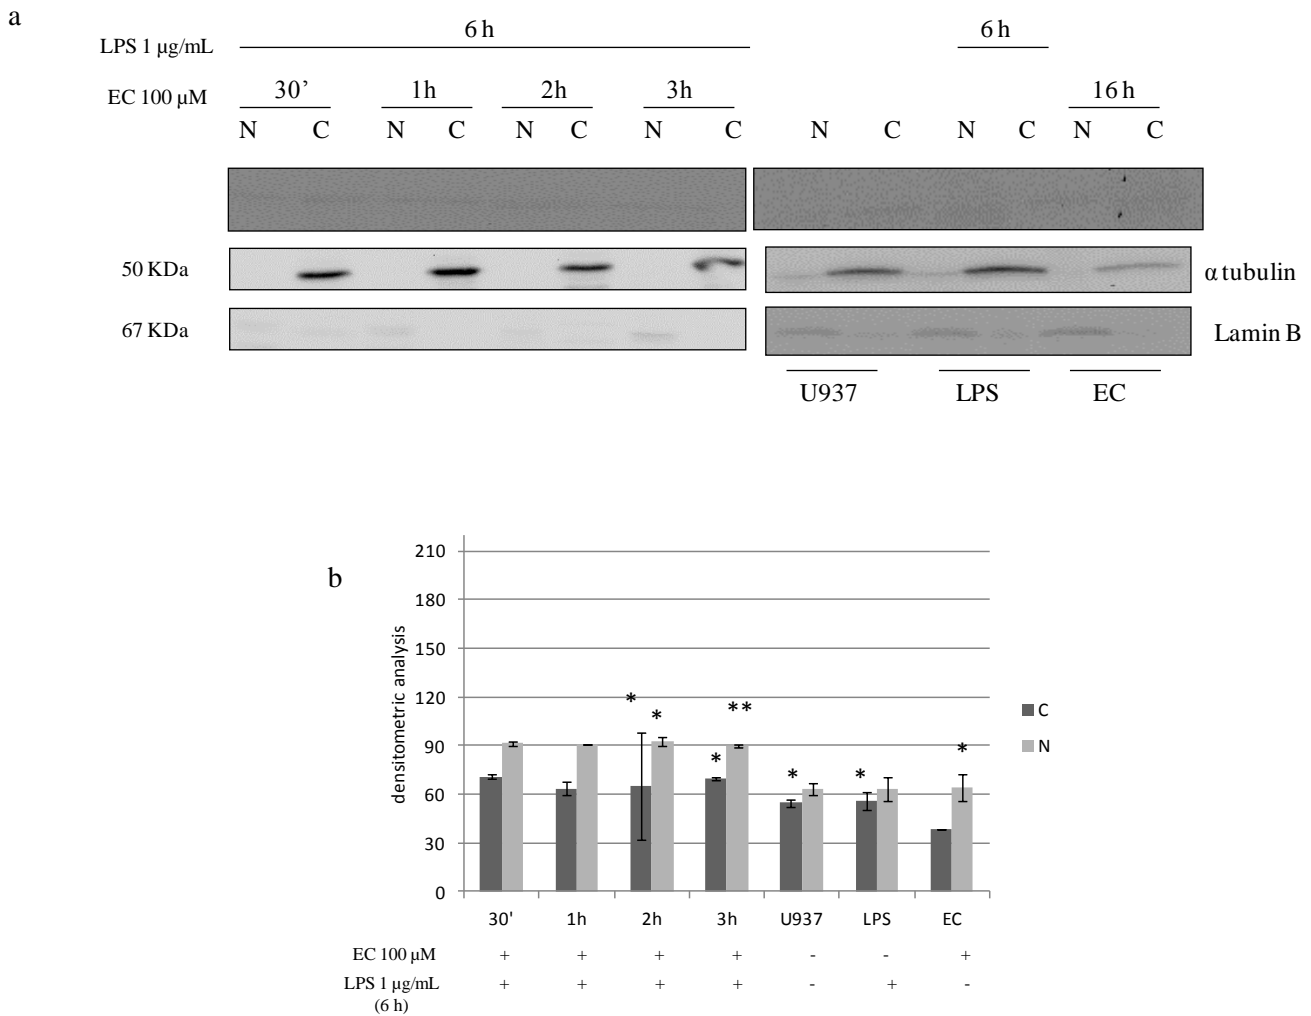 a
LPS 1 µg/mL 6 h 6 h
EC 100 µM 30’ 1h 2h 3h 16 h
N C N C N C N C N C N C N C
50 KDa α tubulin
67 KDa Lamin B
U937 LPS EC
b
densitometric analysis
210
180
150
120
90
60
30
0
* * * ** * * *
C
N
30' 1h 2h 3h U937 LPS EC
EC 100 µM + + + + - - +
LPS 1 µg/mL + + + + - + -
(6 h)